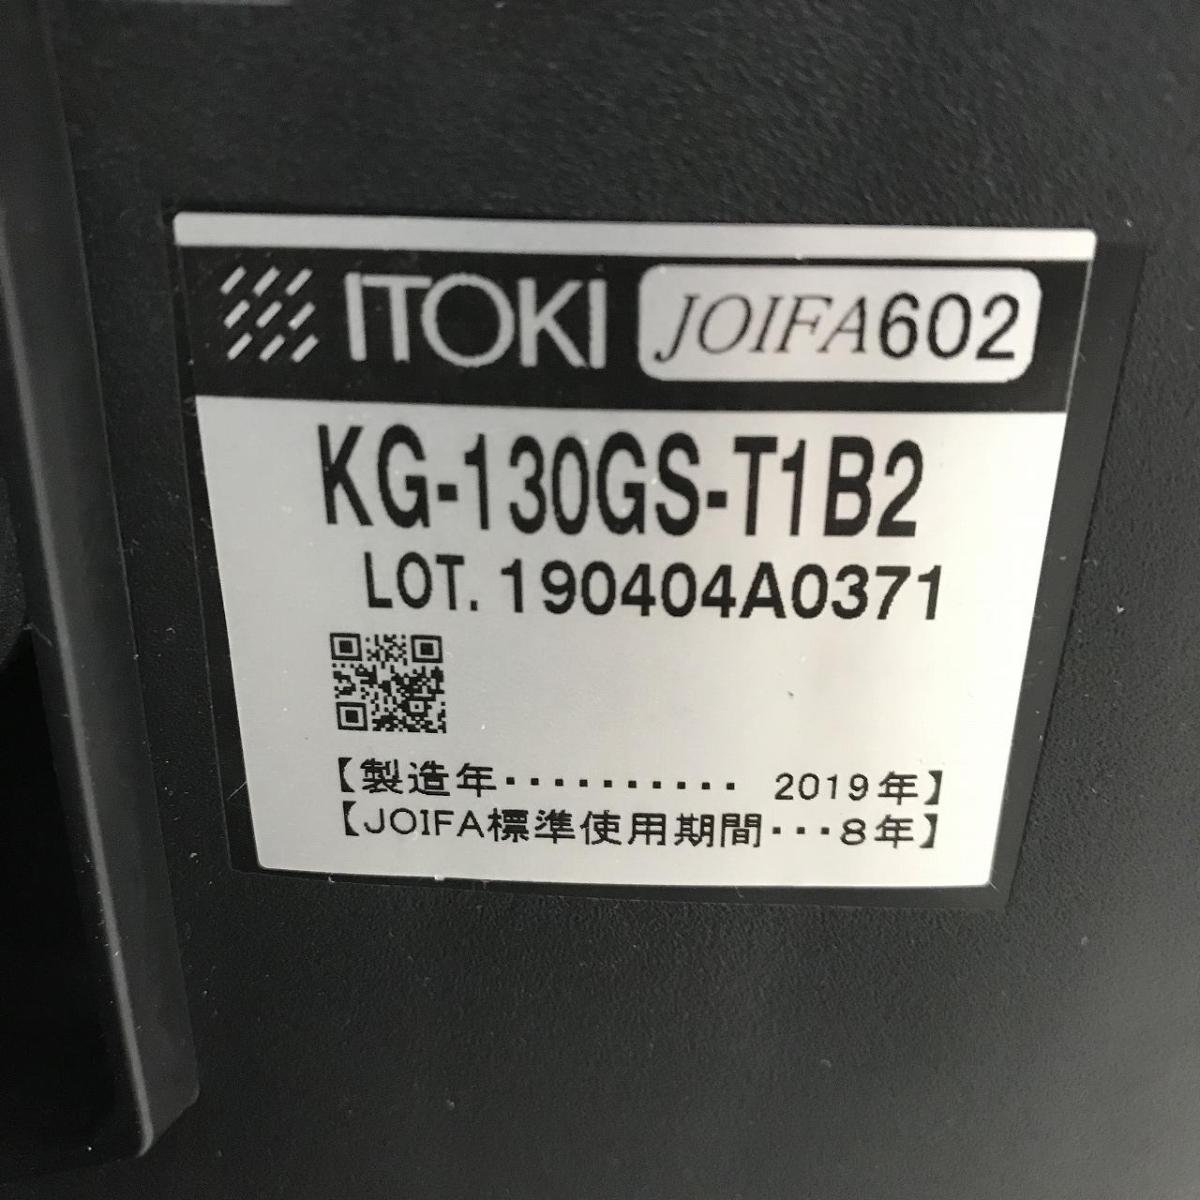 ITOKI JOIFA602
KG-130GS-T1B2
LOT. 190404A0371
【製造年・・・・・・・・・・ 2019年】
【JOIFA標準使用期間・・・8年】